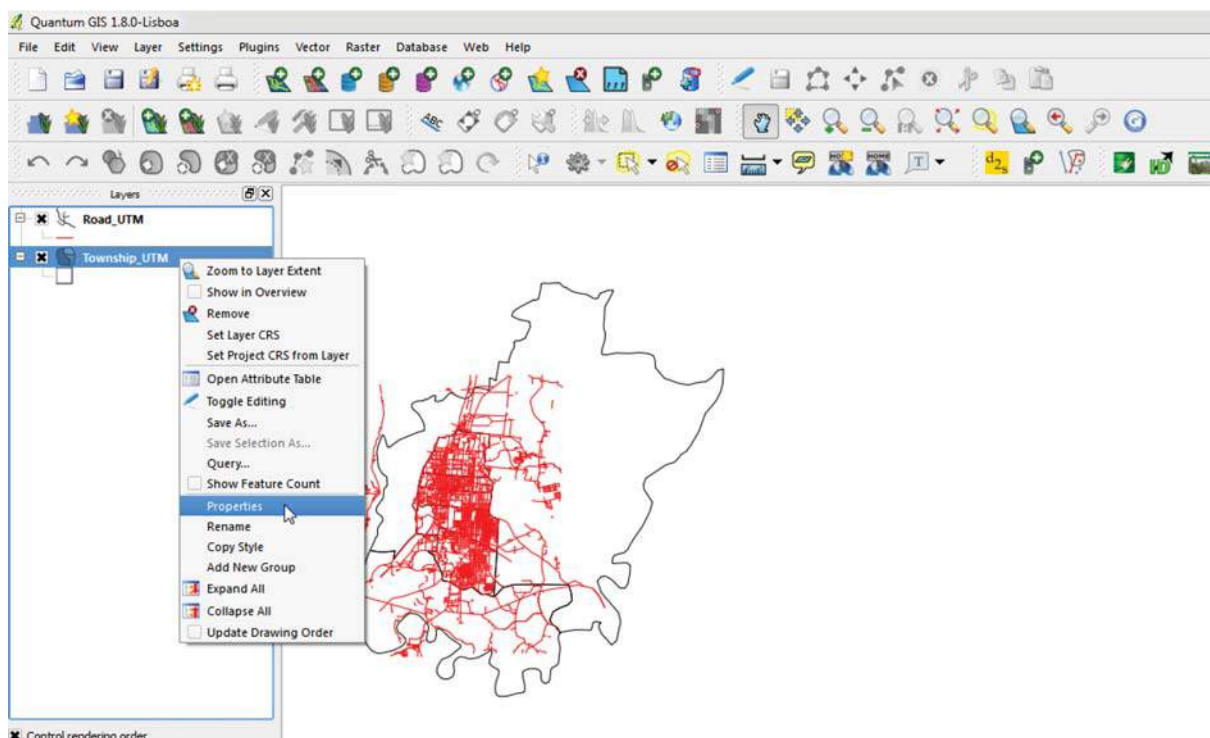 Quantum GIS 1.8.0-Lisboa
File Edit View Layer Settings Plugins Vector Raster Database Web Help
ABC
T
Layers
Road_UTM
Township_UTM
Zoom to Layer Extent
Show in Overview
Remove
Set Layer CRS
Set Project CRS from Layer
Open Attribute Table
Toggle Editing
Save As...
Save Selection As...
Query...
Show Feature Count
Properties
Rename
Copy Style
Add New Group
Expand All
Collapse All
Update Drawing Order
Control rendering order